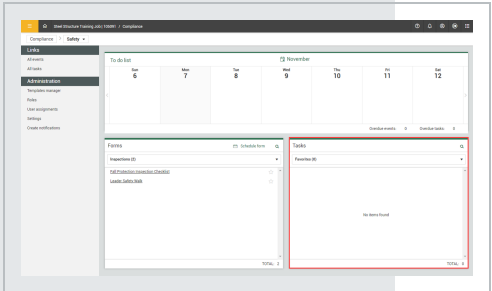 Steel Structure Training Job | 106091 / Compliance
Compliance Safety
Links
All events
All tasks
Administration
Templates manager
Roles
User assignments
Settings
Create notifications
To do list November
Sun Mon Tue Wed Thu Fri Sat
6 7 8 9 10 11 12
Overdue events 0 Overdue tasks 0
Forms Schedule form
Inspections (2)
Fall Protection Inspection Checklist
Leader Safety Walk
TOTAL: 2
Tasks
Favorites (0)
No items found
TOTAL: 0